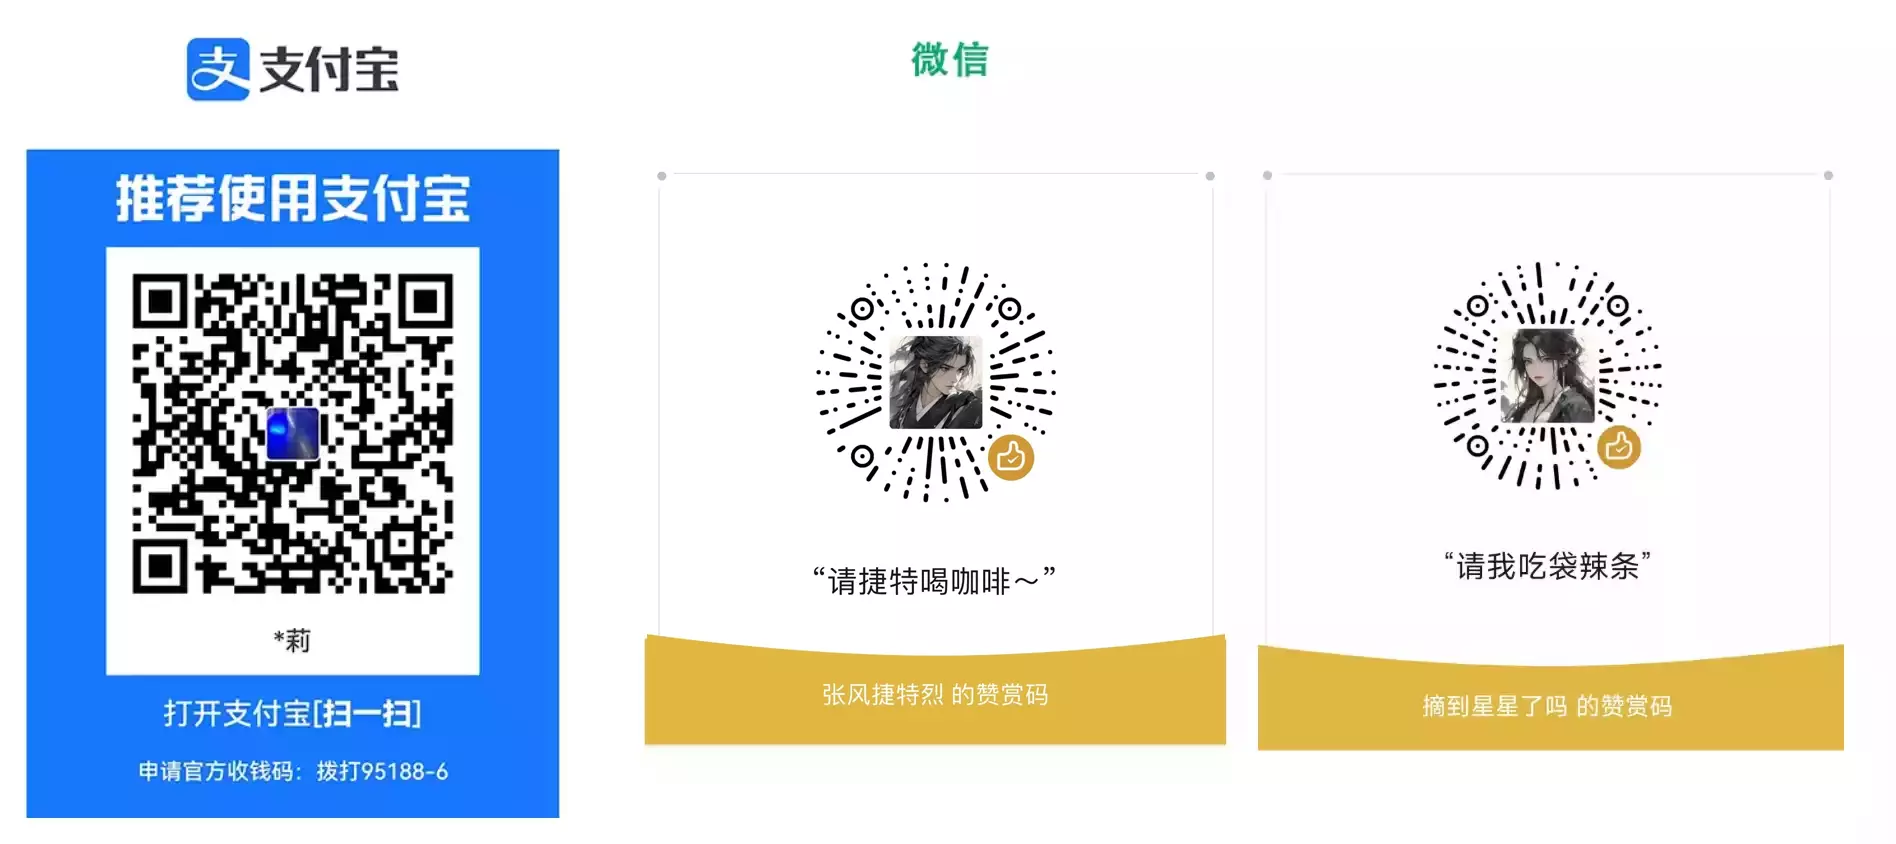 支付宝
推荐使用支付宝
*莉
打开支付宝[扫一扫]
申请官方收钱码：拨打95188-6
微信
“请捷特喝咖啡～”
张风捷特烈 的赞赏码
“请我吃袋辣条”
摘到星星了吗 的赞赏码